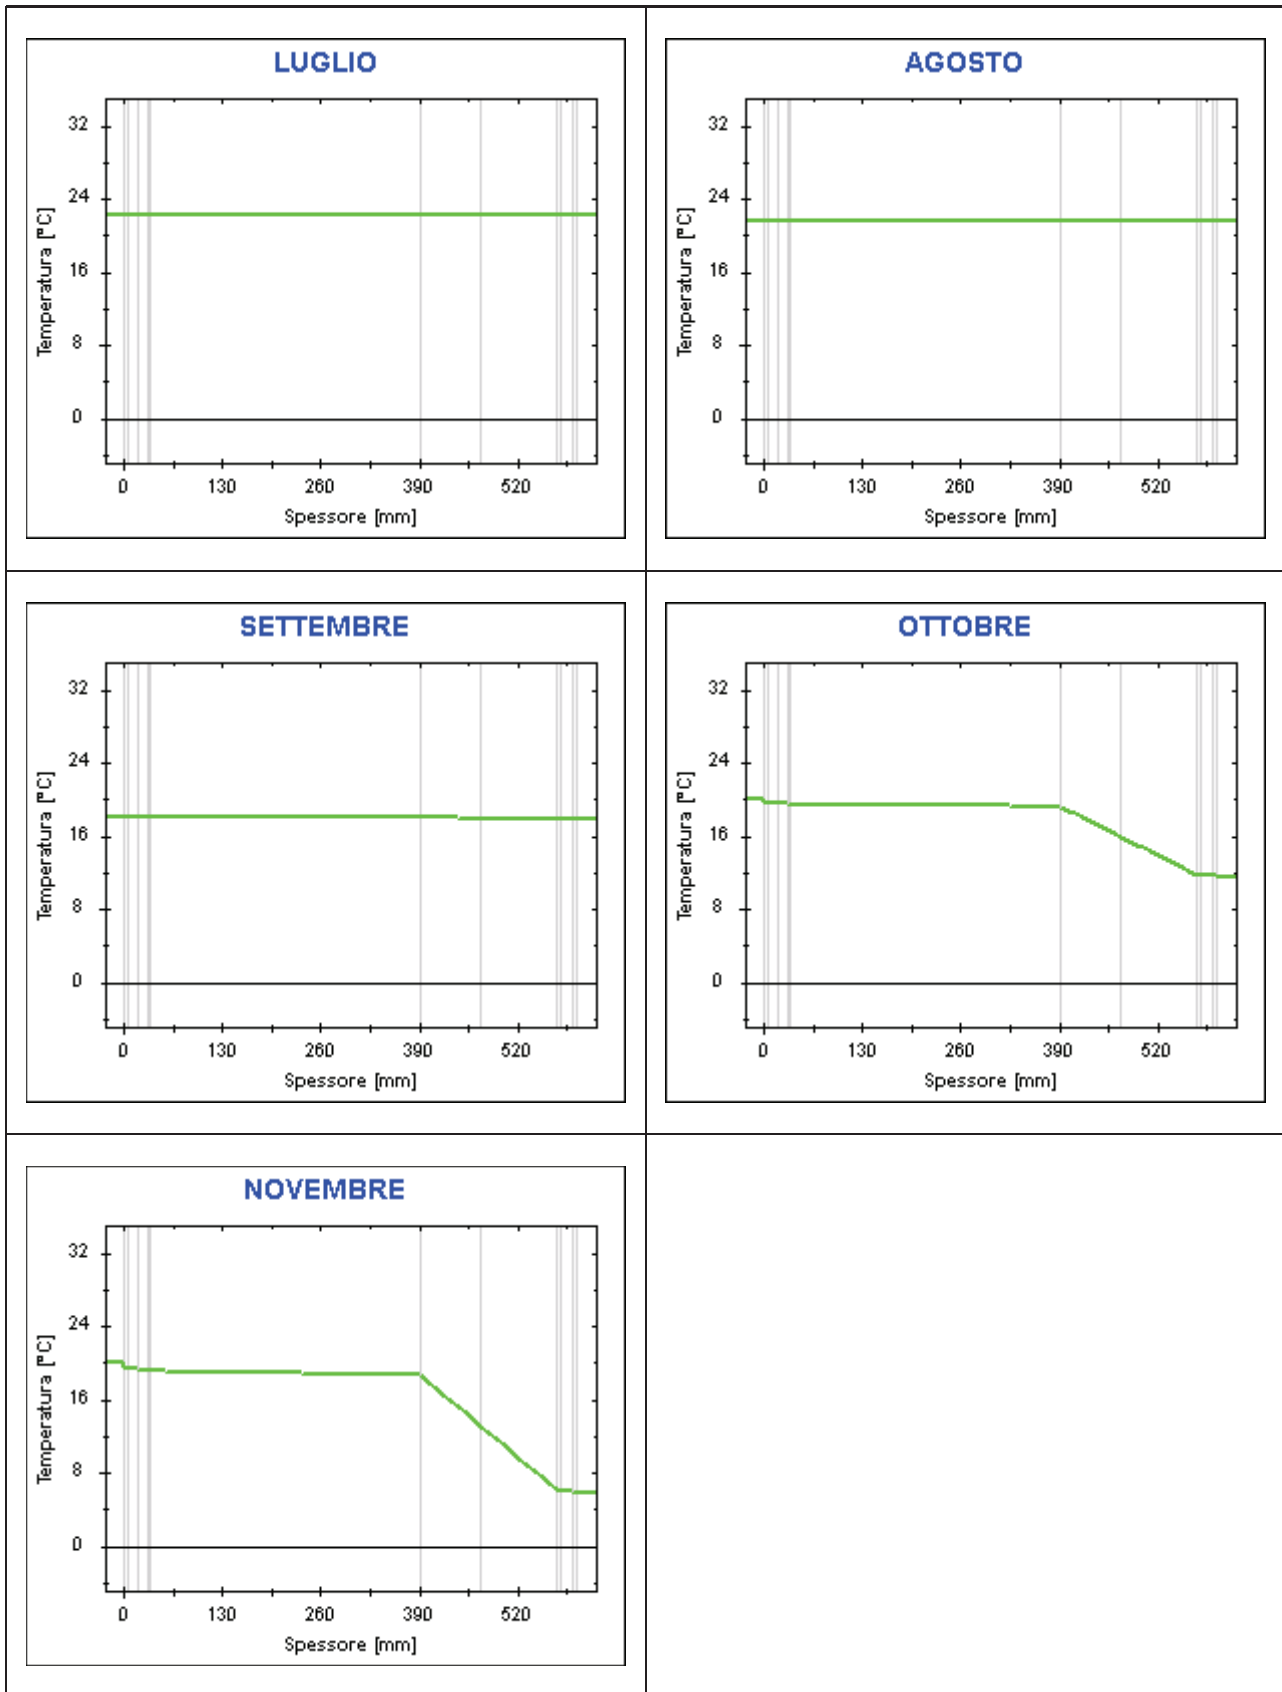 LUGLIO
32
24
16
8
0
Temperatura [°C]
0 130 260 390 520
Spessore [mm]
AGOSTO
32
24
16
8
0
Temperatura [°C]
0 130 260 390 520
Spessore [mm]
SETTEMBRE
32
24
16
8
0
Temperatura [°C]
0 130 260 390 520
Spessore [mm]
OTTOBRE
32
24
16
8
0
Temperatura [°C]
0 130 260 390 520
Spessore [mm]
NOVEMBRE
32
24
16
8
0
Temperatura [°C]
0 130 260 390 520
Spessore [mm]